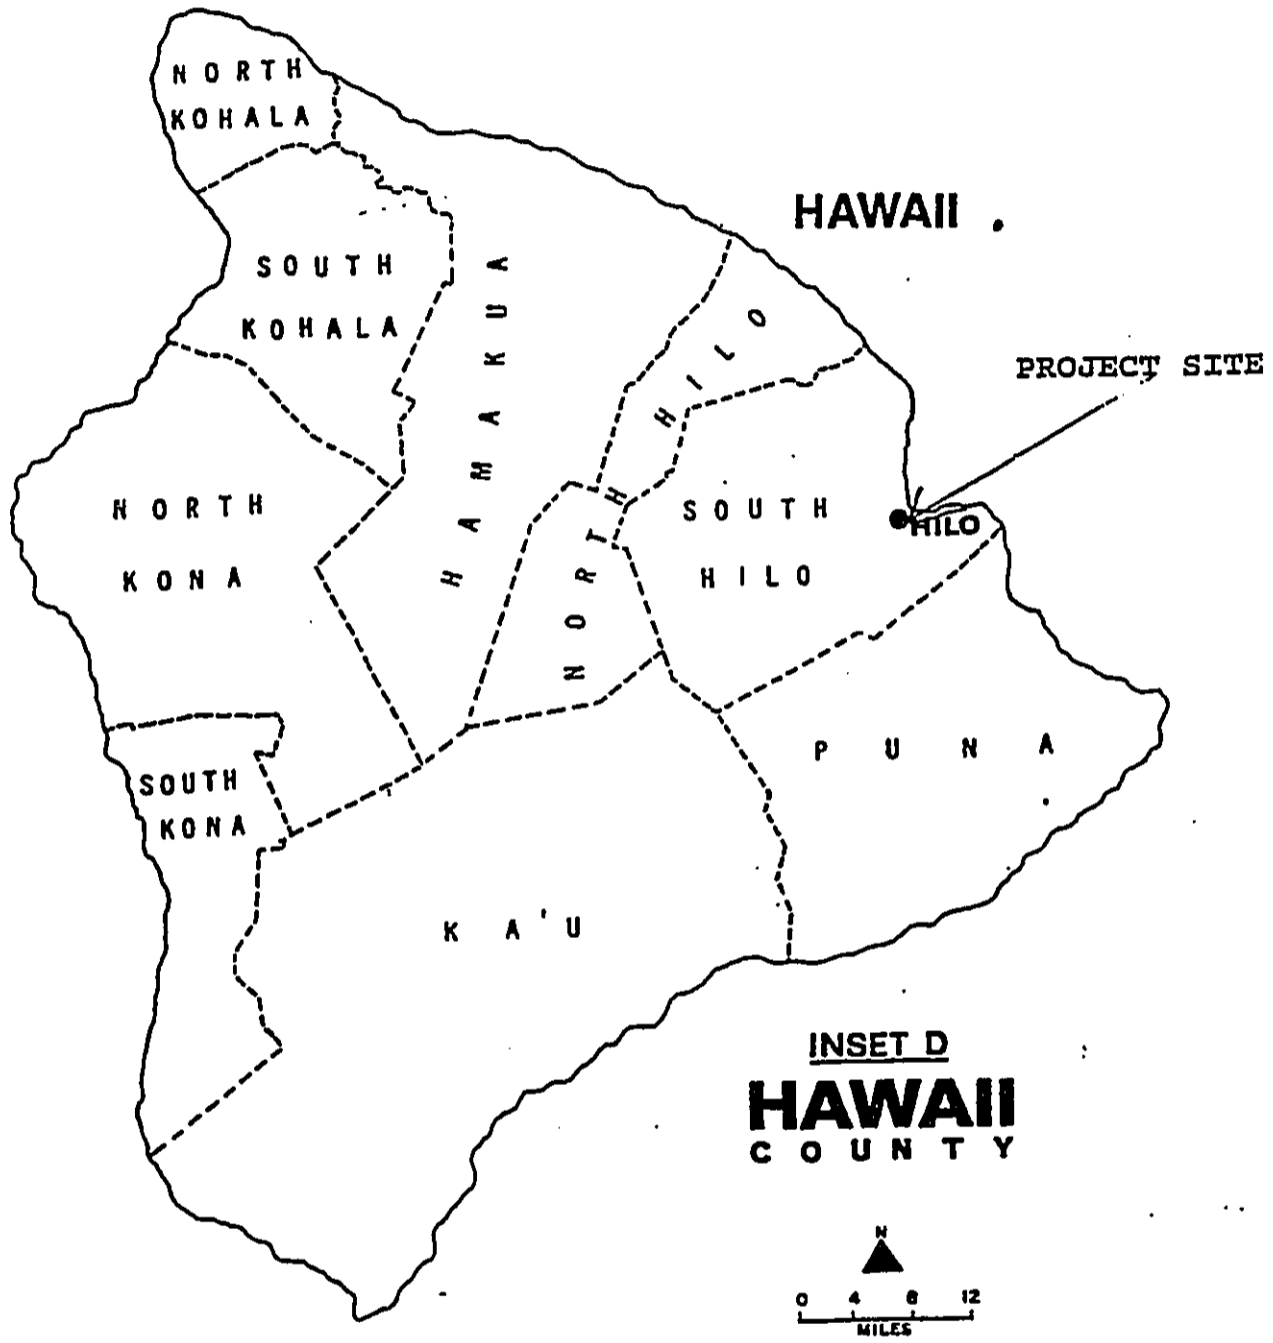 NORTH
KOHALA
HAWAII
SOUTH
KOHALA
HAMAKUA
NORTH HILO
PROJECT SITE
NORTH
KONA
SOUTH
HILO
HILO
PUNA
SOUTH
KONA
KA'U
INSET D
HAWAII
COUNTY
N
0 4 8 12
MILES